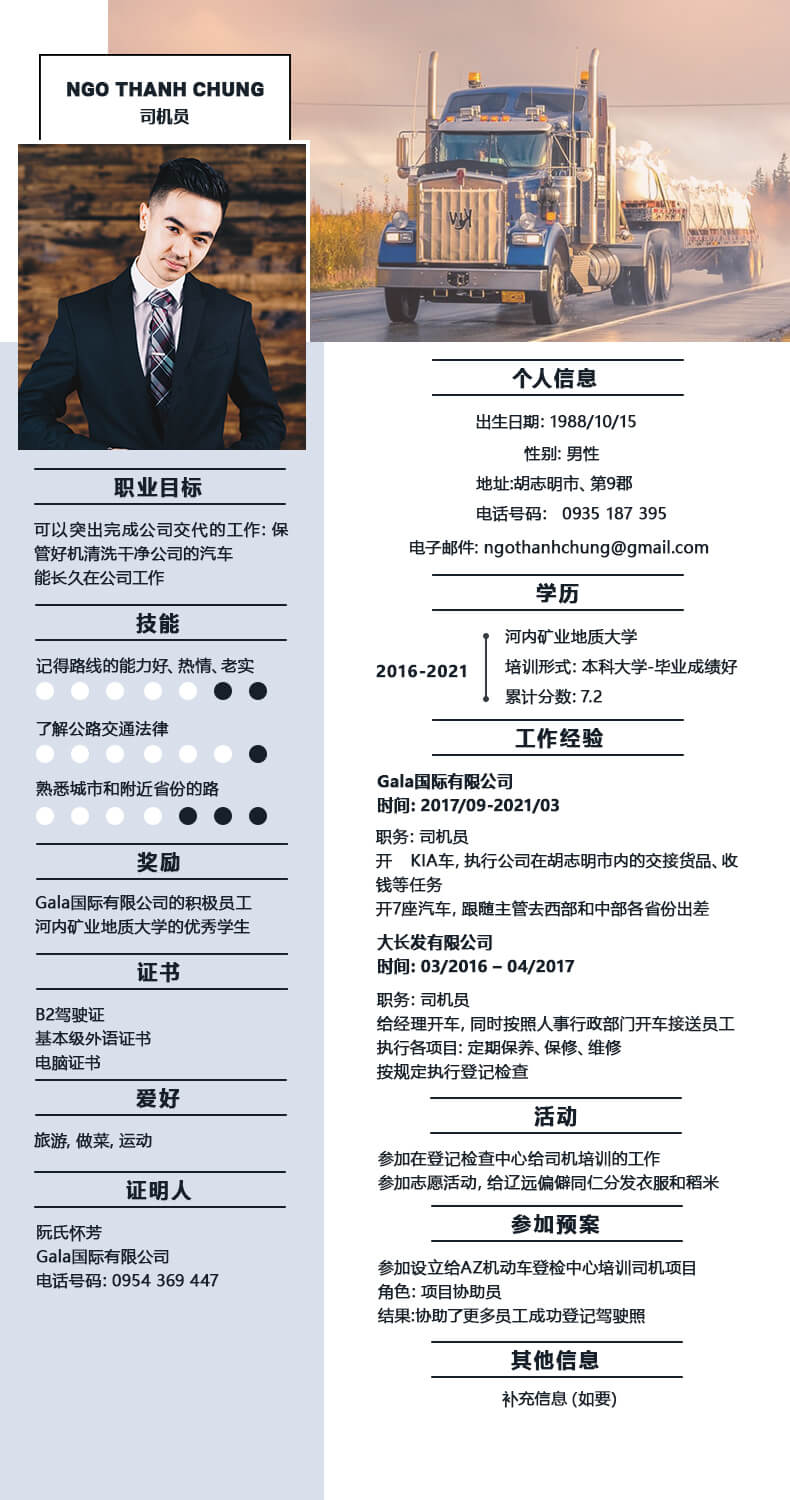 NGO THANH CHUNG
司机员
职业目标
可以突出完成公司交代的工作: 保
管好机清洗干净公司的汽车
能长久在公司工作
技能
记得路线的能力好、热情、老实
了解公路交通法律
熟悉城市和附近省份的路
奖励
Gala国际有限公司的积极员工
河内矿业地质大学的优秀学生
证书
B2驾驶证
基本级外语证书
电脑证书
爱好
旅游, 做菜, 运动
证明人
阮氏怀芳
Gala国际有限公司
电话号码: 0954 369 447
个人信息
出生日期: 1988/10/15
性别: 男性
地址:胡志明市、第9郡
电话号码: 0935 187 395
电子邮件: ngothanhchung@gmail.com
学历
2016-2021
河内矿业地质大学
培训形式: 本科大学-毕业成绩好
累计分数: 7.2
工作经验
Gala国际有限公司
时间: 2017/09-2021/03
职务: 司机员
开 KIA车, 执行公司在胡志明市内的交接货品、收
钱等任务
开7座汽车, 跟随主管去西部和中部各省份出差
大长发有限公司
时间: 03/2016 – 04/2017
职务: 司机员
给经理开车, 同时按照人事行政部门开车接送员工
执行各项目: 定期保养、保修、维修
按规定执行登记检查
活动
参加在登记检查中心给司机培训的工作
参加志愿活动, 给辽远偏僻同仁分发衣服和稻米
参加预案
参加设立给AZ机动车登检中心培训司机项目
角色: 项目协助员
结果:协助了更多员工成功登记驾驶照
其他信息
补充信息 (如要)